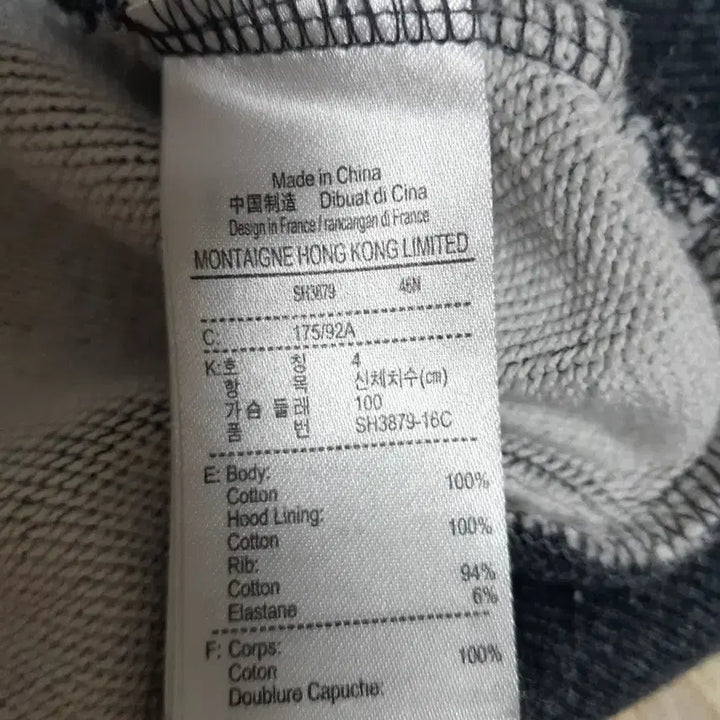 Made in China
中国制造 Dibuat di Cina
Design in France / rancangan di France
MONTAIGNE HONG KONG LIMITED
SH3879 46N
C: 175/92A
K: 호 칭 4
항 목 신체치수(cm)
가슴 둘레 100
품 번 SH3879-16C
E: Body:
Cotton 100%
Hood Lining:
Cotton 100%
Rib:
Cotton 94%
Elastane 6%
F: Corps:
Coton 100%
Doublure Capuche: